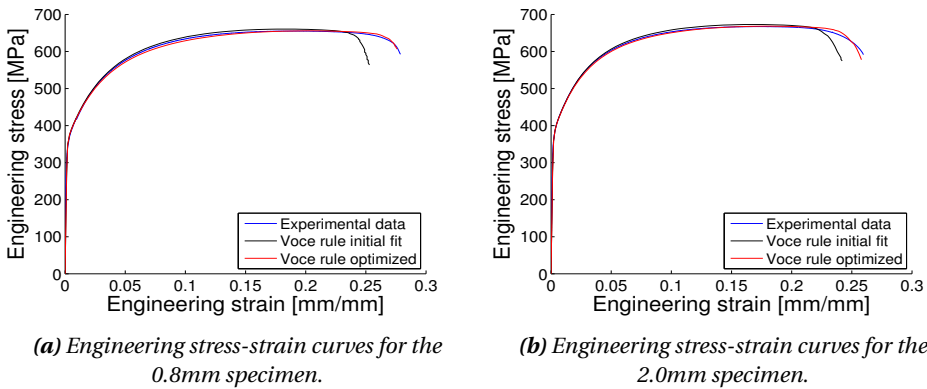 700
600
500
400
300
200
100
0
Engineering stress [MPa]
Experimental data
Voce rule initial fit
Voce rule optimized
0 0.05 0.1 0.15 0.2 0.25 0.3
Engineering strain [mm/mm]
(a) Engineering stress-strain curves for the
0.8mm specimen.
700
600
500
400
300
200
100
0
Engineering stress [MPa]
Experimental data
Voce rule initial fit
Voce rule optimized
0 0.05 0.1 0.15 0.2 0.25 0.3
Engineering strain [mm/mm]
(b) Engineering stress-strain curves for the
2.0mm specimen.